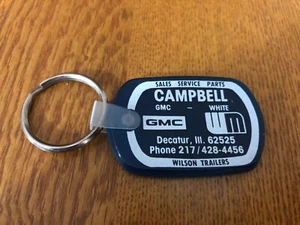 SALES SERVICE PARTS
CAMPBELL
GMC - WHITE
GMC WM
Decatur, Ill. 62525
Phone 217/428-4456
WILSON TRAILERS